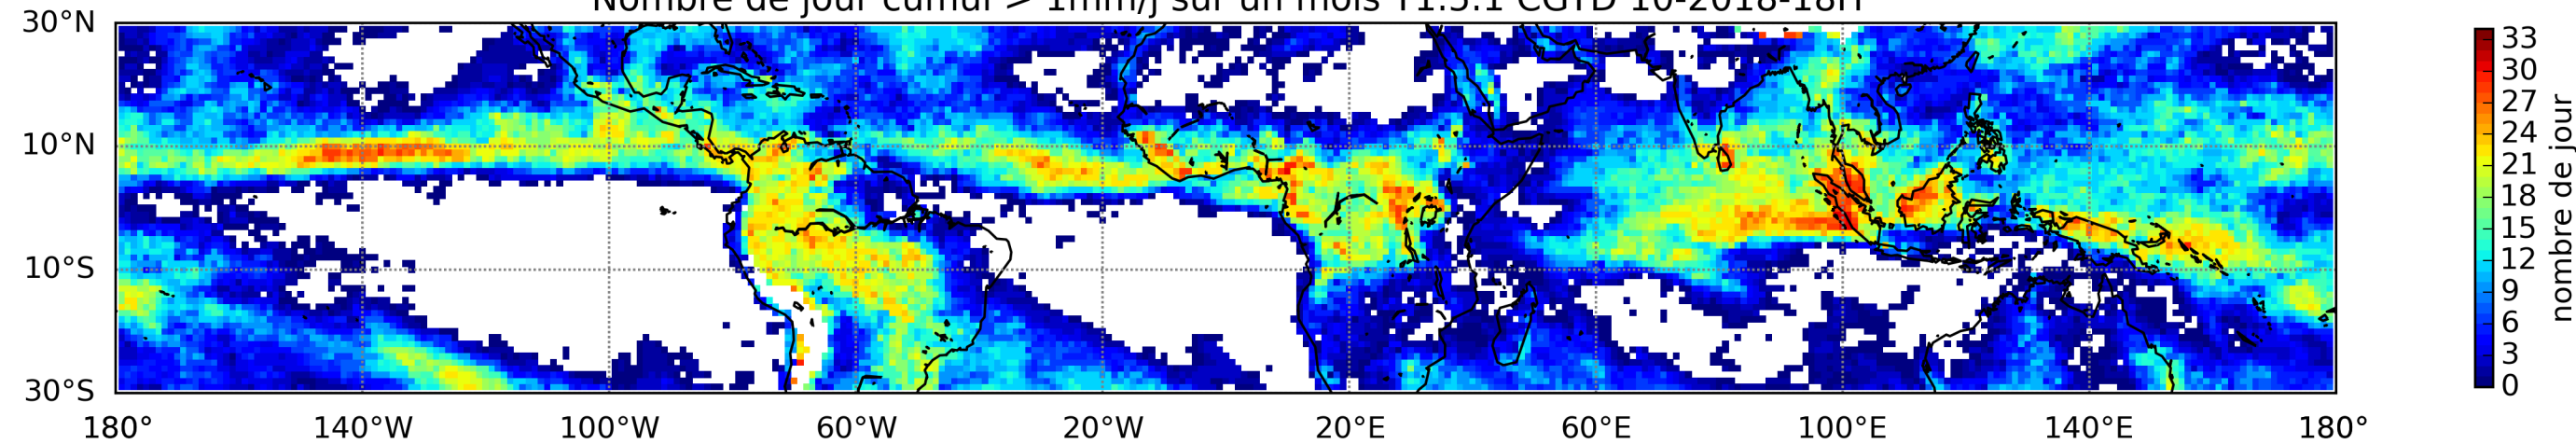 Nombre de jour cumul > 1mm/j sur un mois T1.5.1 CGTD 10-2018-18H
30°N
10°N
10°S
30°S
180° 140°W 100°W 60°W 20°W 20°E 60°E 100°E 140°E 180°
33
30
27
24
21
18
15
12
9
6
3
0
nombre de jour